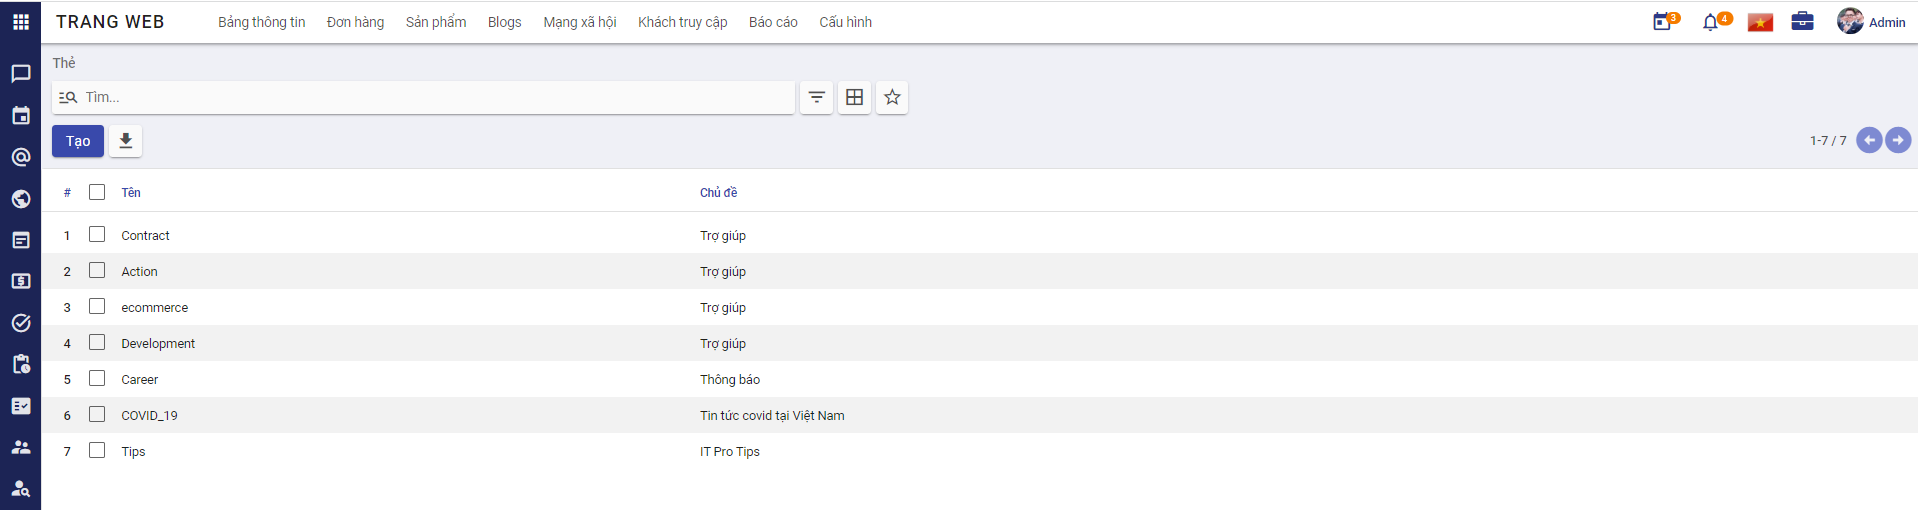 TRANG WEB Bảng thông tin Đơn hàng Sản phẩm Blogs Mạng xã hội Khách truy cập Báo cáo Cấu hình 3 4 Admin
Thẻ
Tìm...
Tạo 1-7 / 7
# Tên Chủ đề
1 Contract Trợ giúp
2 Action Trợ giúp
3 ecommerce Trợ giúp
4 Development Trợ giúp
5 Career Thông báo
6 COVID_19 Tin tức covid tại Việt Nam
7 Tips IT Pro Tips